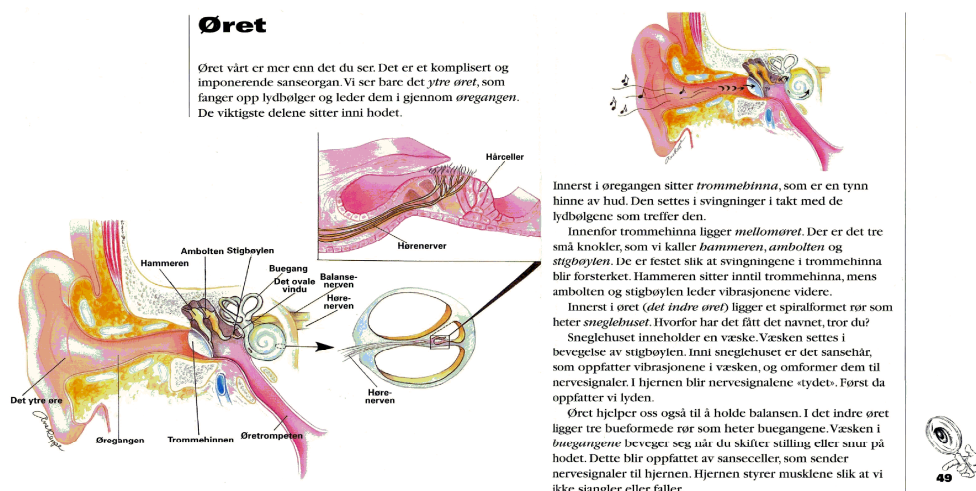 Øret
Øret vårt er mer enn det du ser. Det er et komplisert og
imponerende sanseorgan. Vi ser bare det ytre øret, som
fanger opp lydbølger og leder dem i gjennom øregangen.
De viktigste delene sitter inni hodet.
Hårceller
Hørenerver
Ambolten
Stigbøylen
Hammeren
Buegang
Det ovale
vindu
Balanse-
nerven
Høre-
nerven
Høre-
nerven
Det ytre øre
Øregangen
Trommehinnen
Øretrompeten
Innerst i øregangen sitter trommehinna, som er en tynn
hinne av hud. Den settes i svingninger i takt med de
lydbølgene som treffer den.
Innenfor trommehinna ligger mellomøret. Der er det tre
små knokler, som vi kaller hammeren, ambolten og
stigbøylen. De er festet slik at svingningene i trommehinna
blir forsterket. Hammeren sitter inntil trommehinna, mens
ambolten og stigbøylen leder vibrasjonene videre.
Innerst i øret (det indre øret) ligger et spiralformet rør som
heter sneglehuset. Hvorfor har det fått det navnet, tror du?
Sneglehuset inneholder en væske. Væsken settes i
bevegelse av stigbøylen. Inni sneglehuset er det sansehår,
som oppfatter vibrasjonene i væsken, og omformer dem til
nervesignaler. I hjernen blir nervesignalene «tydet». Først da
oppfatter vi lyden.
Øret hjelper oss også til å holde balansen. I det indre øret
ligger tre bueformede rør som heter buegangene. Væsken i
buegangene beveger seg når du skifter stilling eller snur på
hodet. Dette blir oppfattet av sanseceller, som sender
nervesignaler til hjernen. Hjernen styrer musklene slik at vi
ikke sjangler eller faller.
49